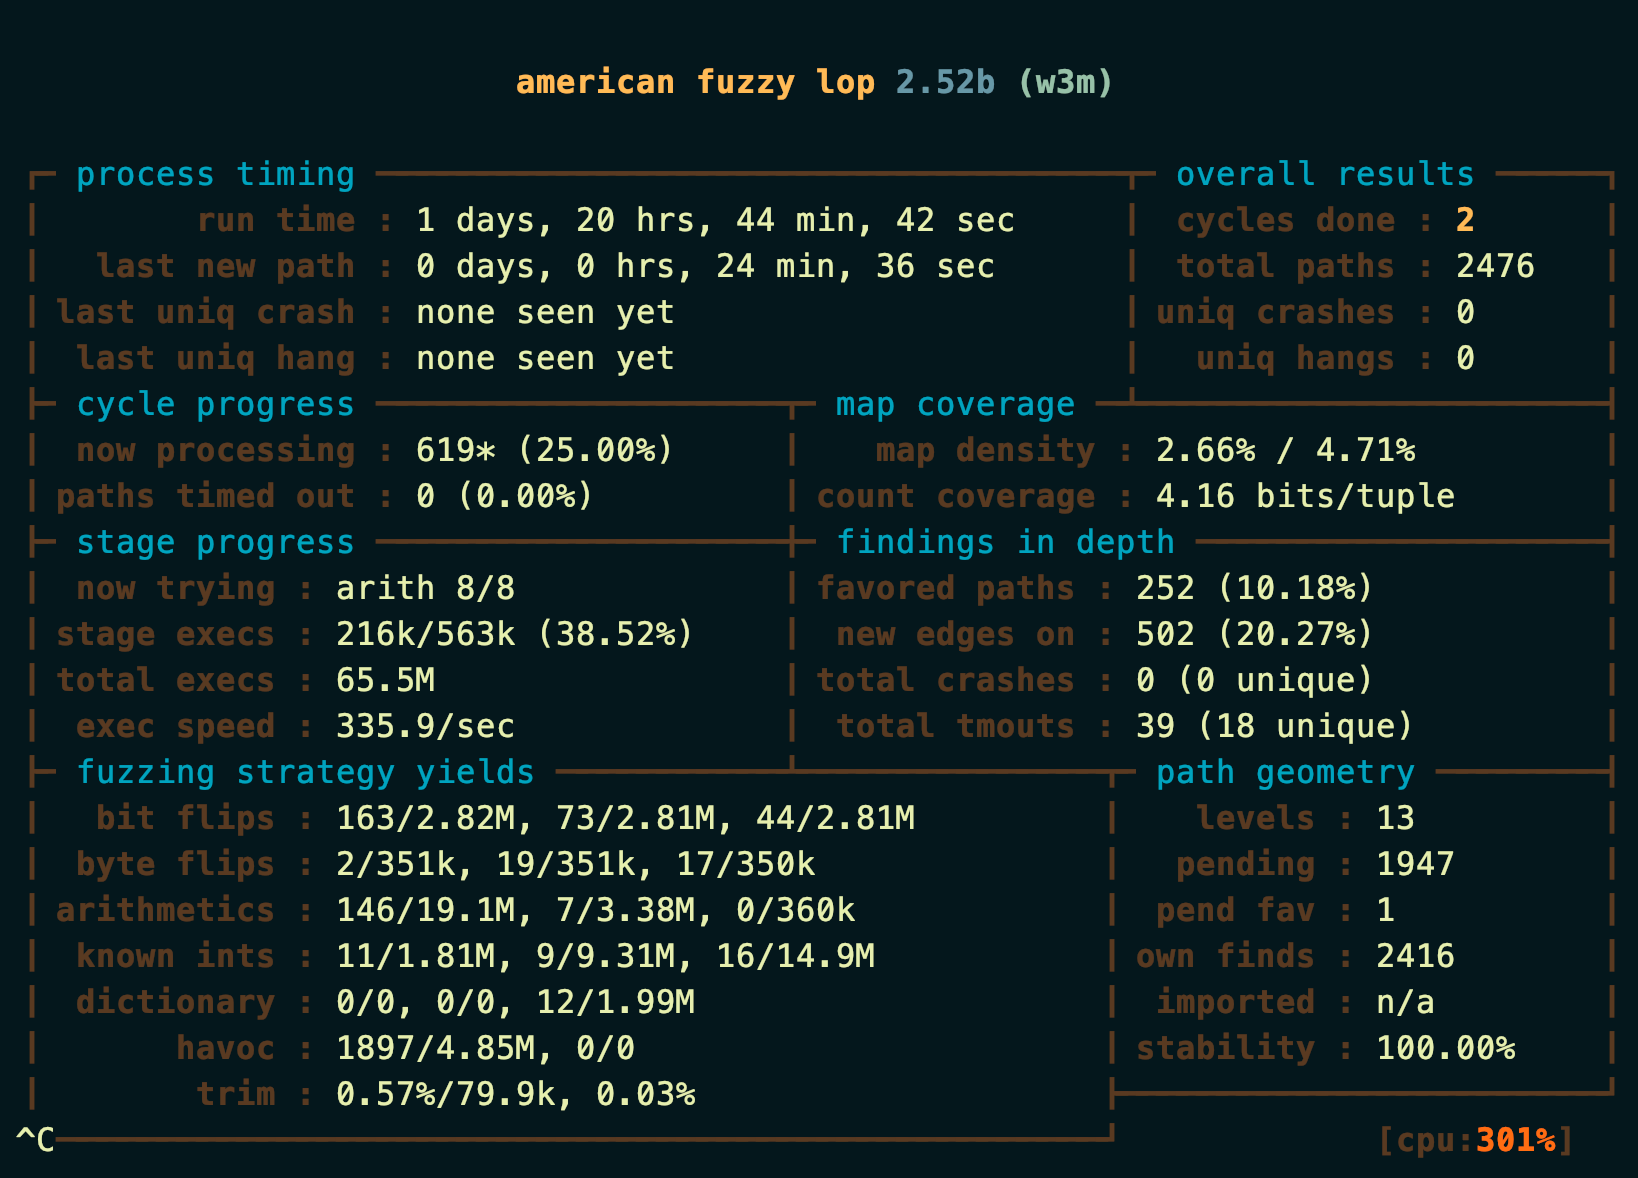 american fuzzy lop 2.52b (w3m)
process timing overall results
run time : 1 days, 20 hrs, 44 min, 42 sec cycles done : 2
last new path : 0 days, 0 hrs, 24 min, 36 sec total paths : 2476
last uniq crash : none seen yet uniq crashes : 0
last uniq hang : none seen yet uniq hangs : 0
cycle progress map coverage
now processing : 619* (25.00%) map density : 2.66% / 4.71%
paths timed out : 0 (0.00%) count coverage : 4.16 bits/tuple
stage progress findings in depth
now trying : arith 8/8 favored paths : 252 (10.18%)
stage execs : 216k/563k (38.52%) new edges on : 502 (20.27%)
total execs : 65.5M total crashes : 0 (0 unique)
exec speed : 335.9/sec total tmouts : 39 (18 unique)
fuzzing strategy yields path geometry
bit flips : 163/2.82M, 73/2.81M, 44/2.81M levels : 13
byte flips : 2/351k, 19/351k, 17/350k pending : 1947
arithmetics : 146/19.1M, 7/3.38M, 0/360k pend fav : 1
known ints : 11/1.81M, 9/9.31M, 16/14.9M own finds : 2416
dictionary : 0/0, 0/0, 12/1.99M imported : n/a
havoc : 1897/4.85M, 0/0 stability : 100.00%
trim : 0.57%/79.9k, 0.03%
^C [cpu:301%]